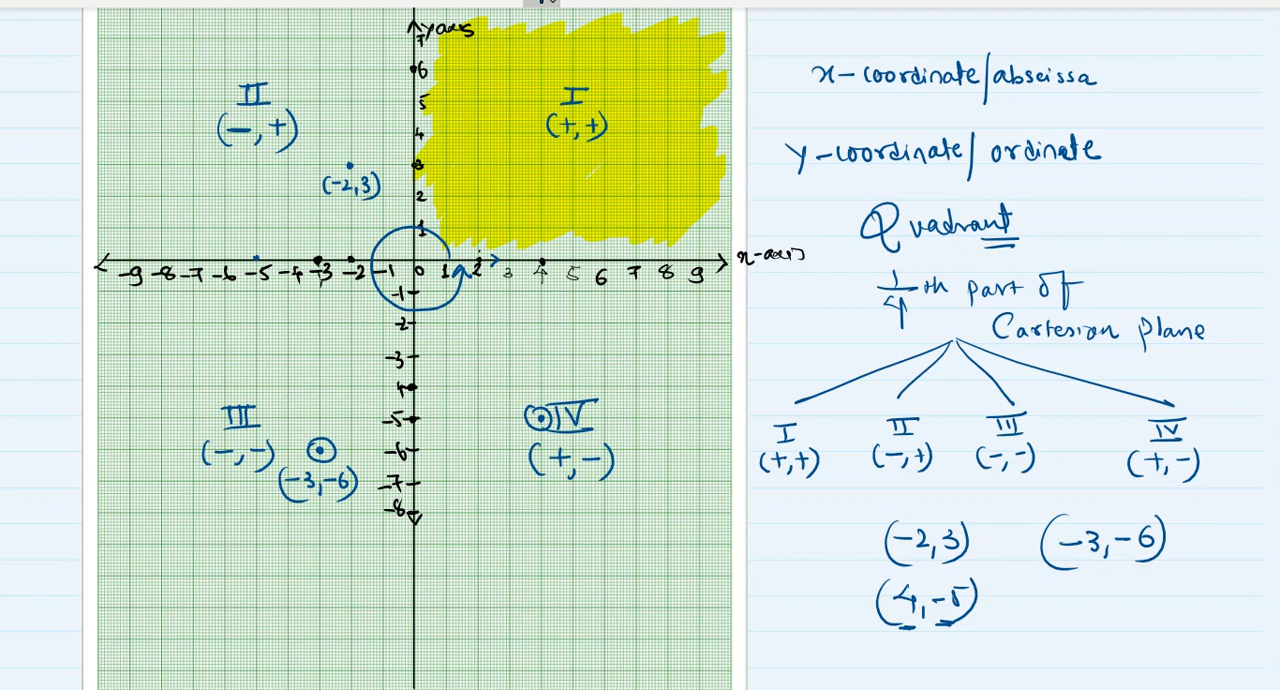 y-axis
7
6
II
I
5
(-,+)
(+,+)
4
3
(-2,3)
2
1
-9 -8 -7 -6 -5 -4 -3 -2 -1 0 1 2 3 4 5 6 7 8 9 x-axis
-1
-2
-3
-5
III
IV
(-,-)
-6
(+,-)
(-3,-6)
-7
-8
x-coordinate/abscissa
y-coordinate/ordinate
Quadrant
1/4th part of
Cartesian plane
I II III IV
(+,+) (-,+) (-,-) (+,-)
(-2,3) (-3,-6)
(4,-5)